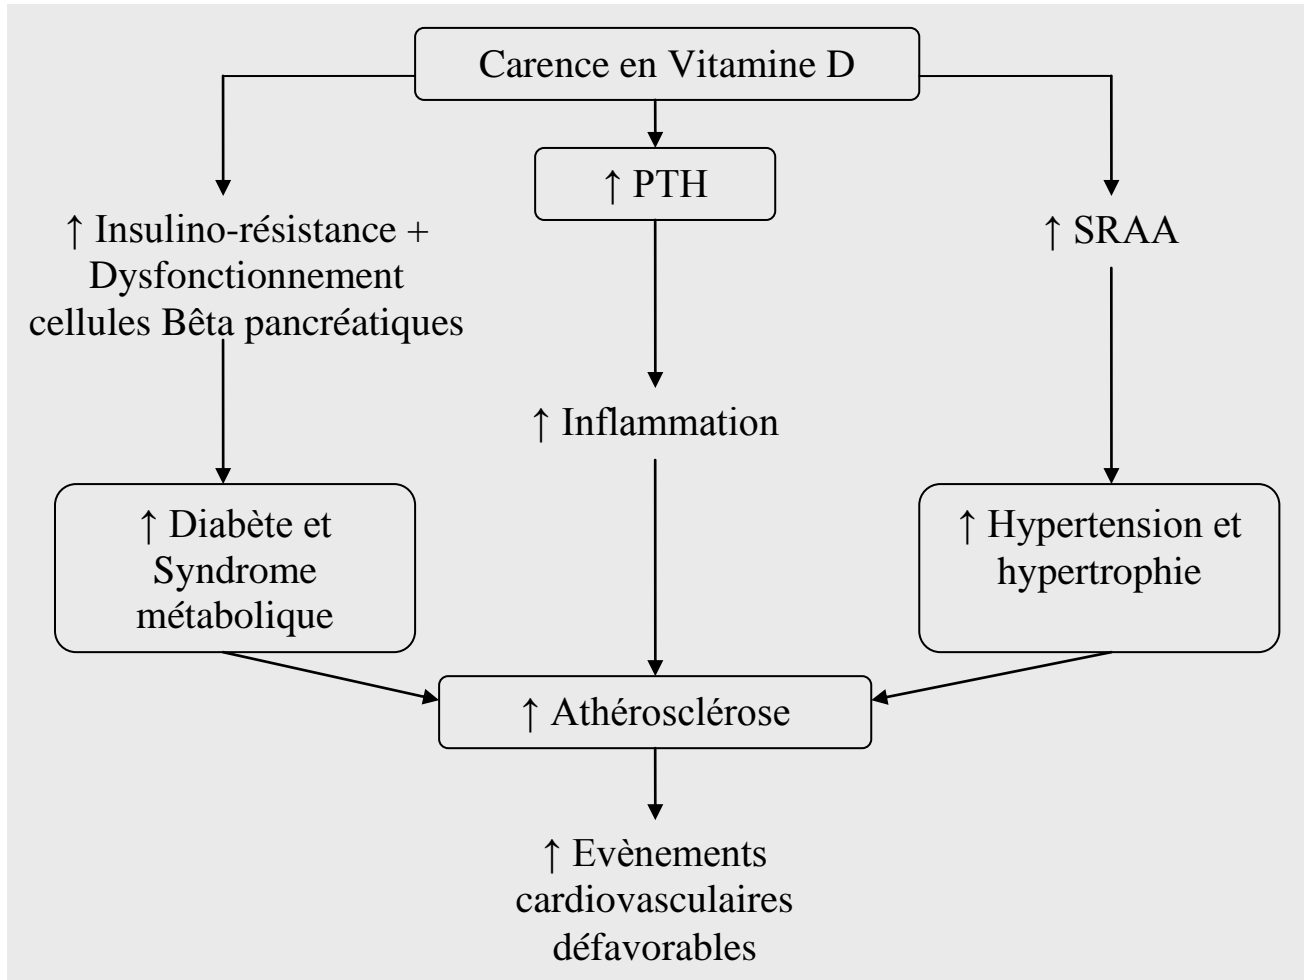 Carence en Vitamine D
↑ PTH
↑ Insulino-résistance +
Dysfonctionnement
cellules Bêta pancréatiques
↑ SRAA
↑ Inflammation
↑ Diabète et
Syndrome
métabolique
↑ Hypertension et
hypertrophie
↑ Athérosclérose
↑ Evènements
cardiovasculaires
défavorables